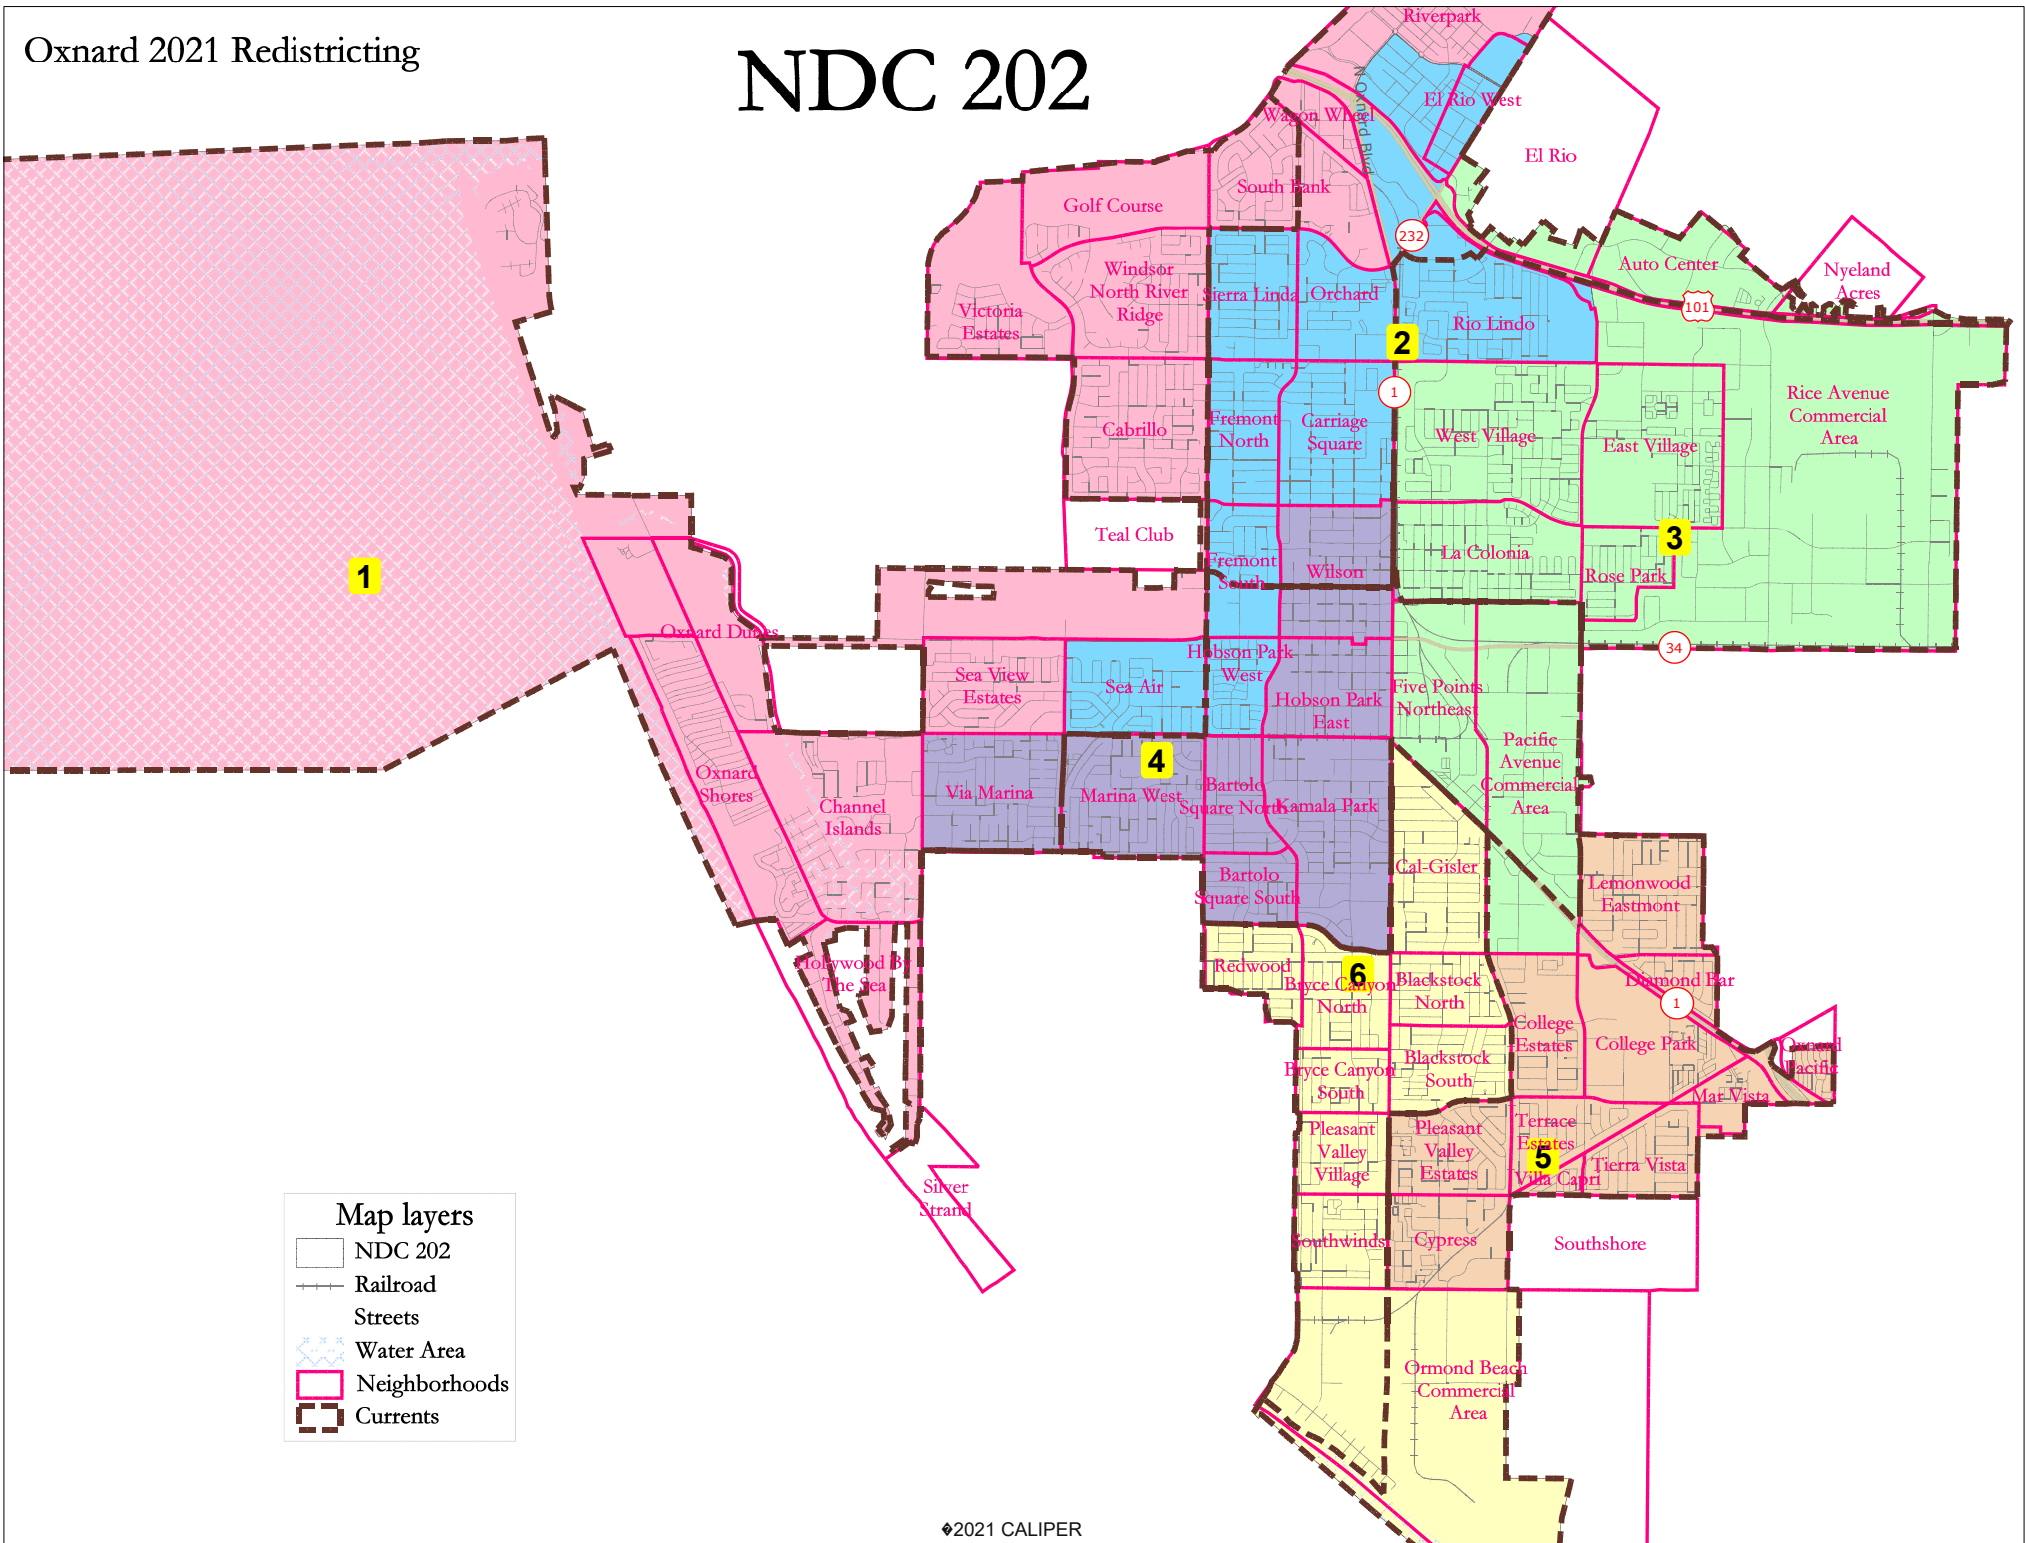 Oxnard 2021 Redistricting
NDC 202
Riverpark
N Oxnard Blvd
El Rio West
Wagon Wheel
El Rio
South Bank
Golf Course
232
Auto Center
Nyeland
Acres
Windsor
North River
Ridge
Victoria
Estates
Sierra Linda
Orchard
Rio Lindo
101
2
1
Rice Avenue
Commercial
Area
Cabrillo
Fremont
North
Carriage
Square
West Village
East Village
Teal Club
3
La Colonia
Fremont
South
Wilson
Rose Park
1
Oxnard Dunes
34
Hobson Park
West
Sea View
Estates
Sea Air
Five Points
Northeast
Hobson Park
East
Pacific
Avenue
Commercial
Area
4
Oxnard
Shores
Via Marina
Marina West
Bartolo
Square North
Kamala Park
Channel
Islands
Cal-Gisler
Bartolo
Square South
Lemonwood
Eastmont
Hollywood By
The Sea
Redwood
6
Bryce Canyon
North
Blackstock
North
Diamond Bar
1
College
Estates
College Park
Oxnard
Pacific
Blackstock
South
Bryce Canyon
South
Mar Vista
Pleasant
Valley
Village
Pleasant
Valley
Estates
Terrace
Estates
5
Villa Capri
Tierra Vista
Silver
Strand
Southwinds
Cypress
Southshore
Ormond Beach
Commercial
Area
Map layers
NDC 202
Railroad
Streets
Water Area
Neighborhoods
Currents
�2021 CALIPER